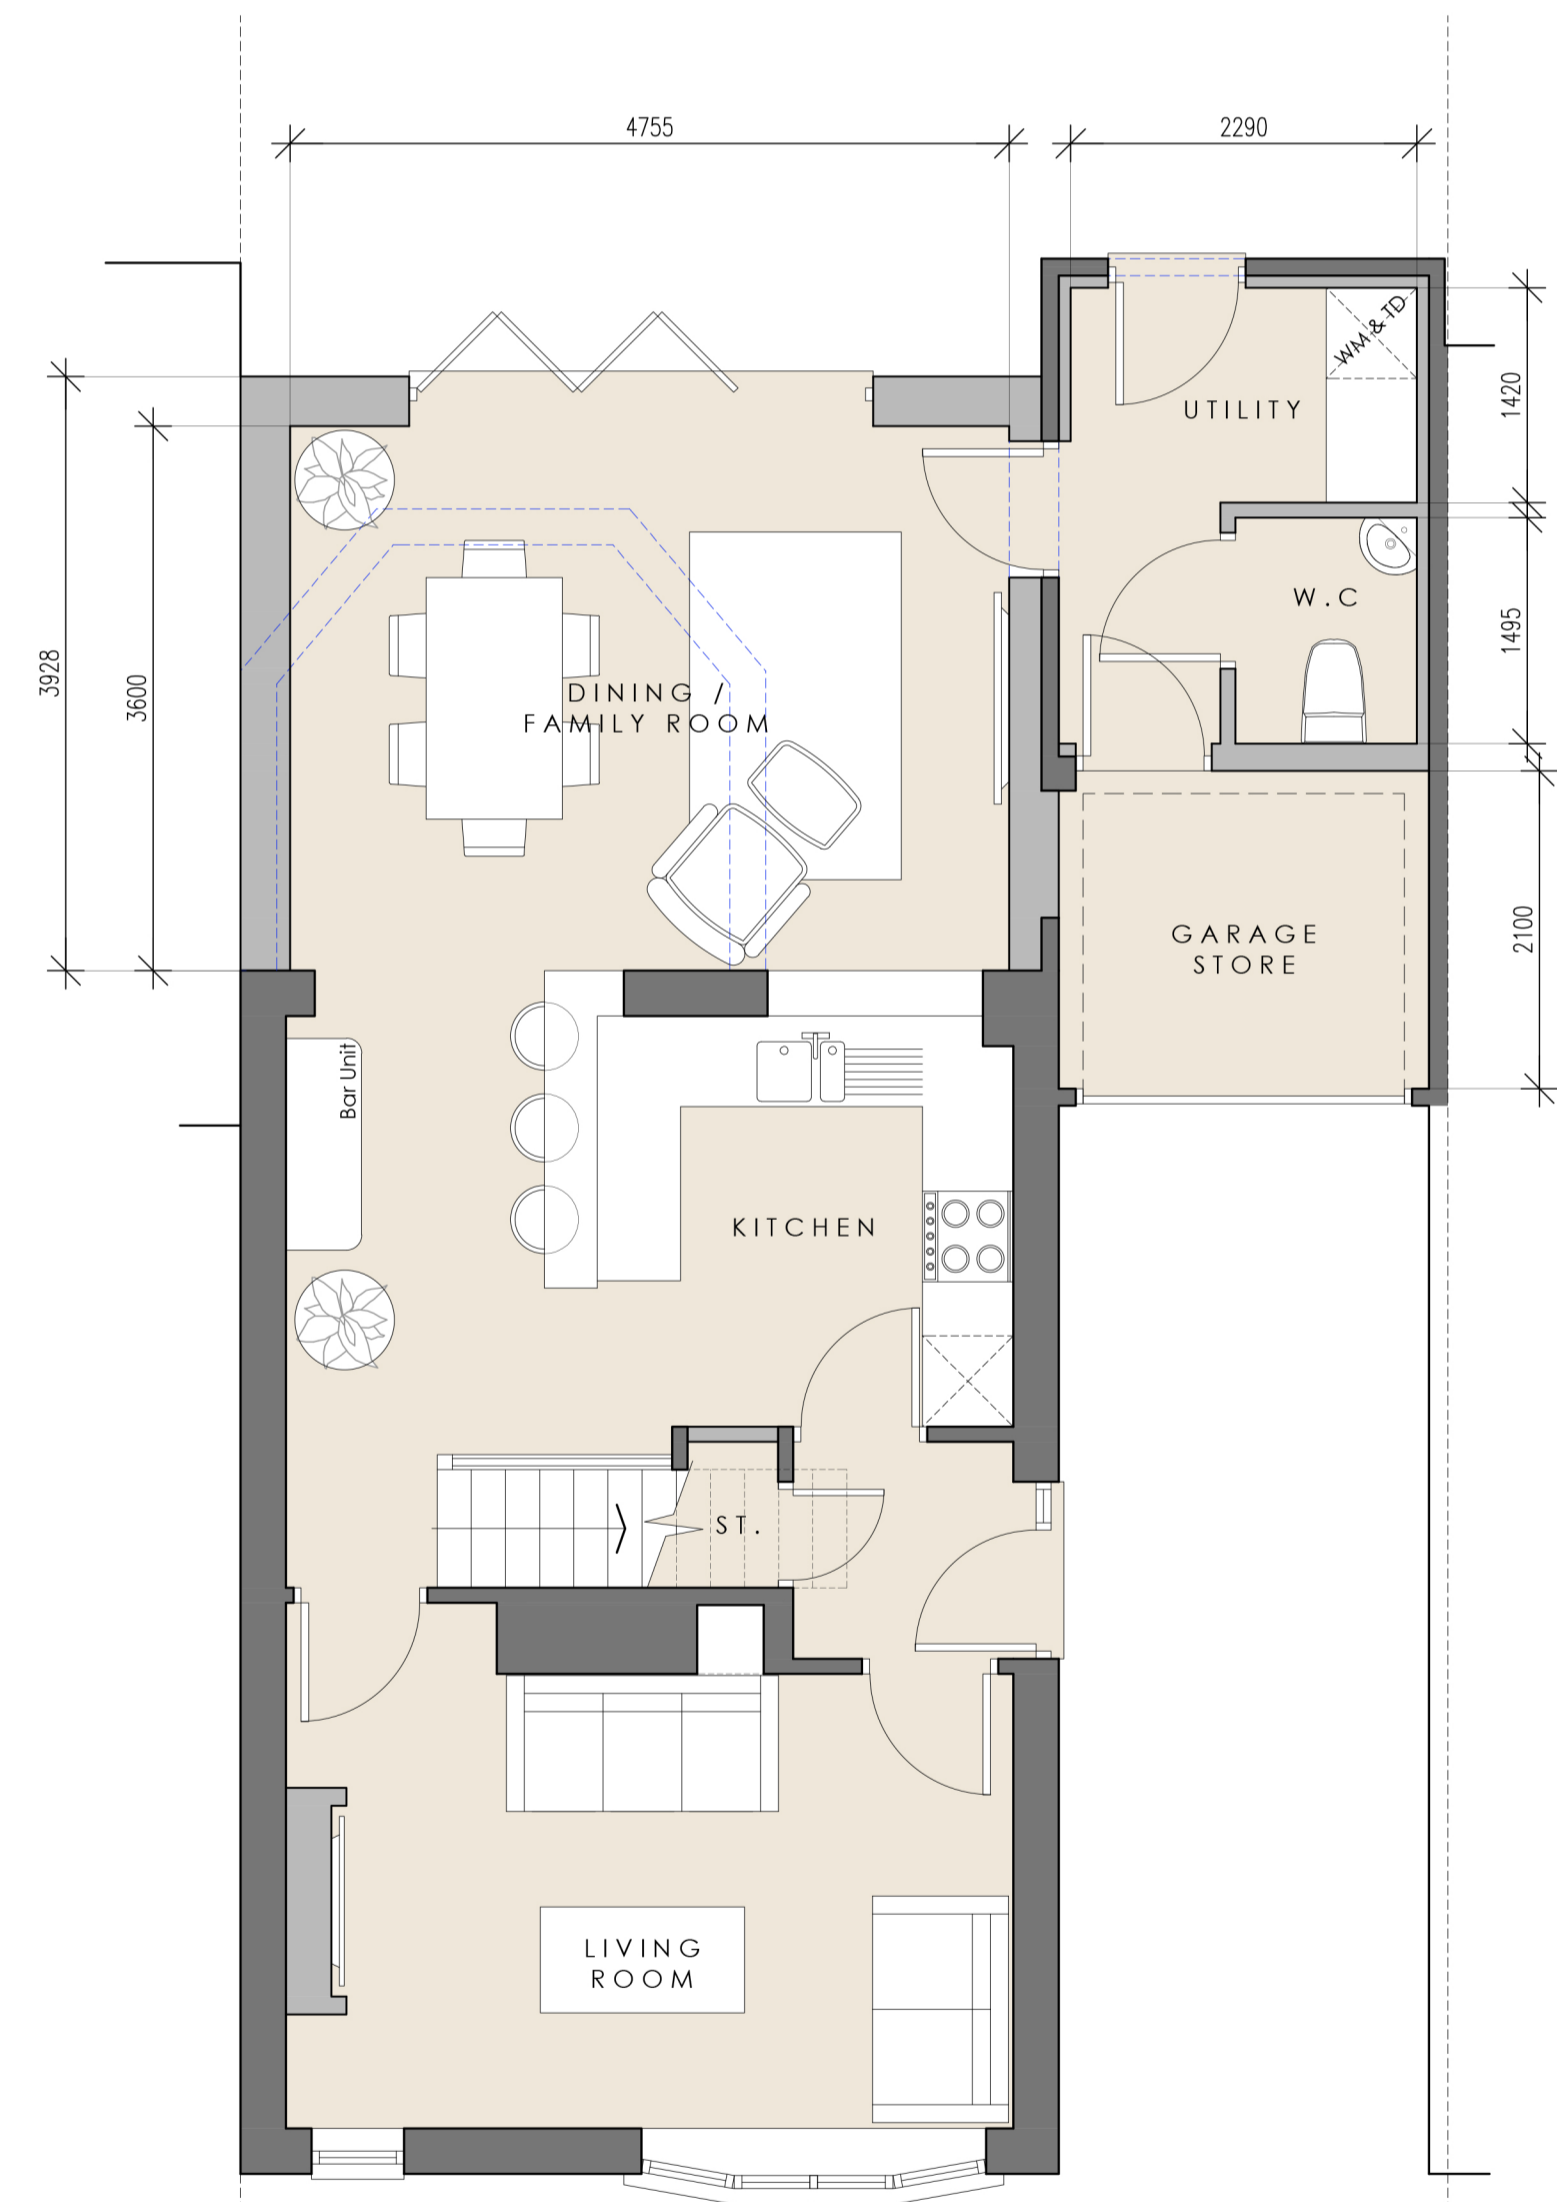 4755
2290
WM & TD
UTILITY
1420
W.C
1495
3928
3600
DINING /
FAMILY ROOM
GARAGE
STORE
2100
Bar Unit
KITCHEN
ST.
LIVING
ROOM